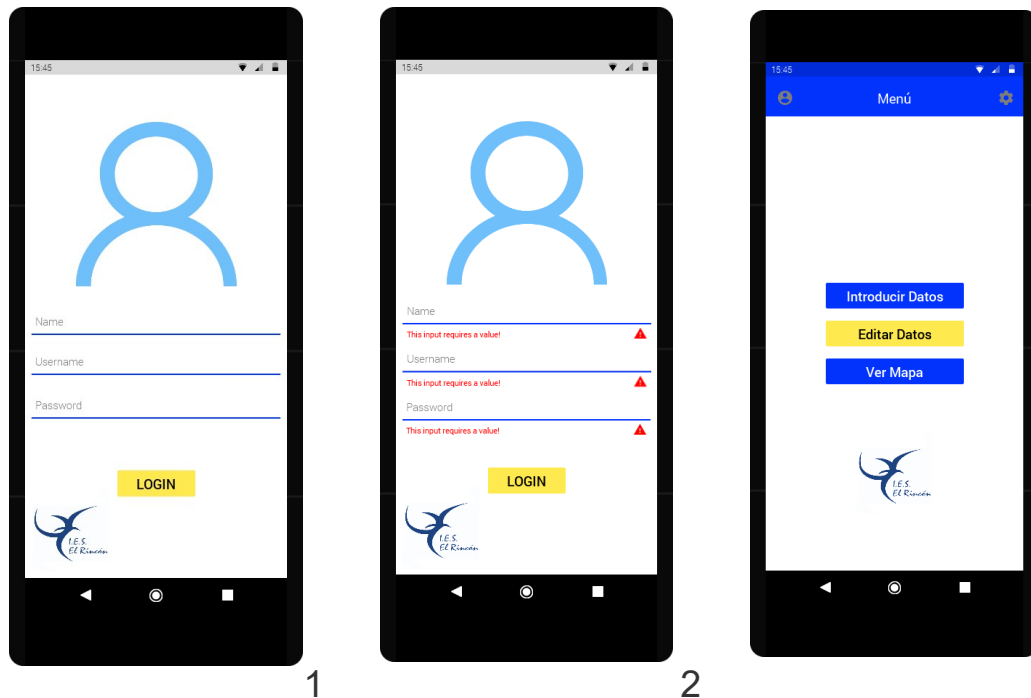 15:45
Name
Username
Password
LOGIN
I.E.S.
El Rincón
1
15:45
Name
This input requires a value!
Username
This input requires a value!
Password
This input requires a value!
LOGIN
I.E.S.
El Rincón
2
15:45
Menú
Introducir Datos
Editar Datos
Ver Mapa
I.E.S.
El Rincón